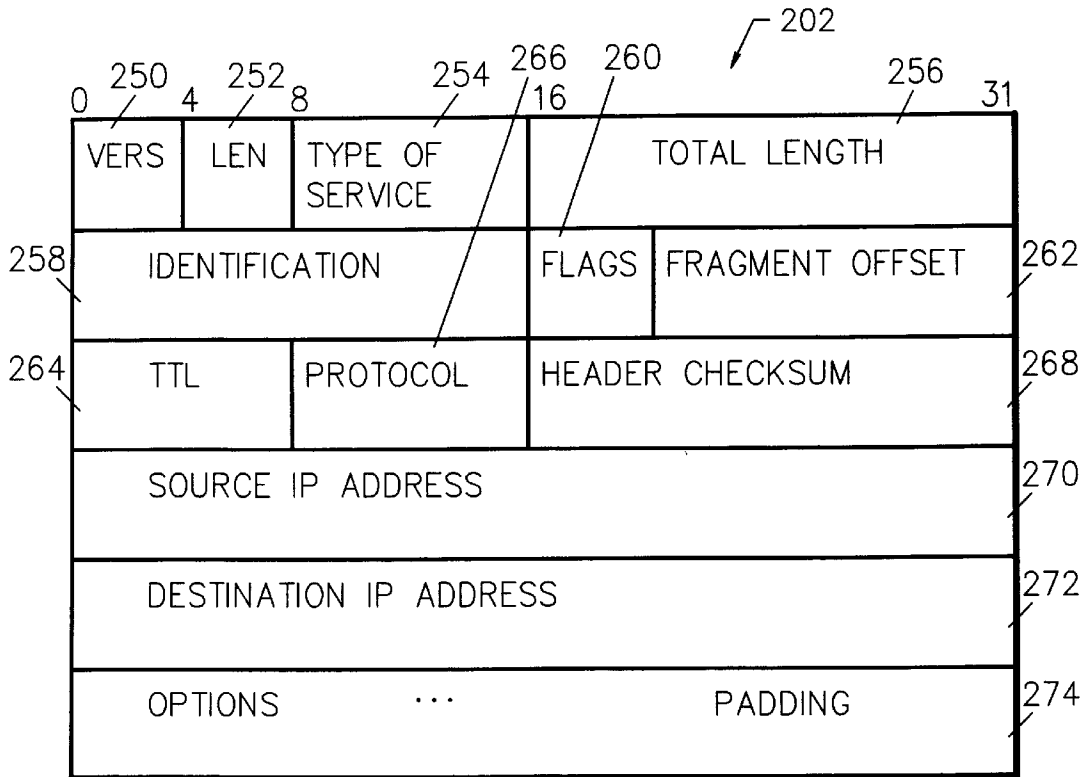 202
250 252 254 266 260 256
0 4 8 16 31
VERS LEN TYPE OF SERVICE TOTAL LENGTH
258 IDENTIFICATION FLAGS FRAGMENT OFFSET 262
264 TTL PROTOCOL HEADER CHECKSUM 268
SOURCE IP ADDRESS 270
DESTINATION IP ADDRESS 272
OPTIONS ... PADDING 274